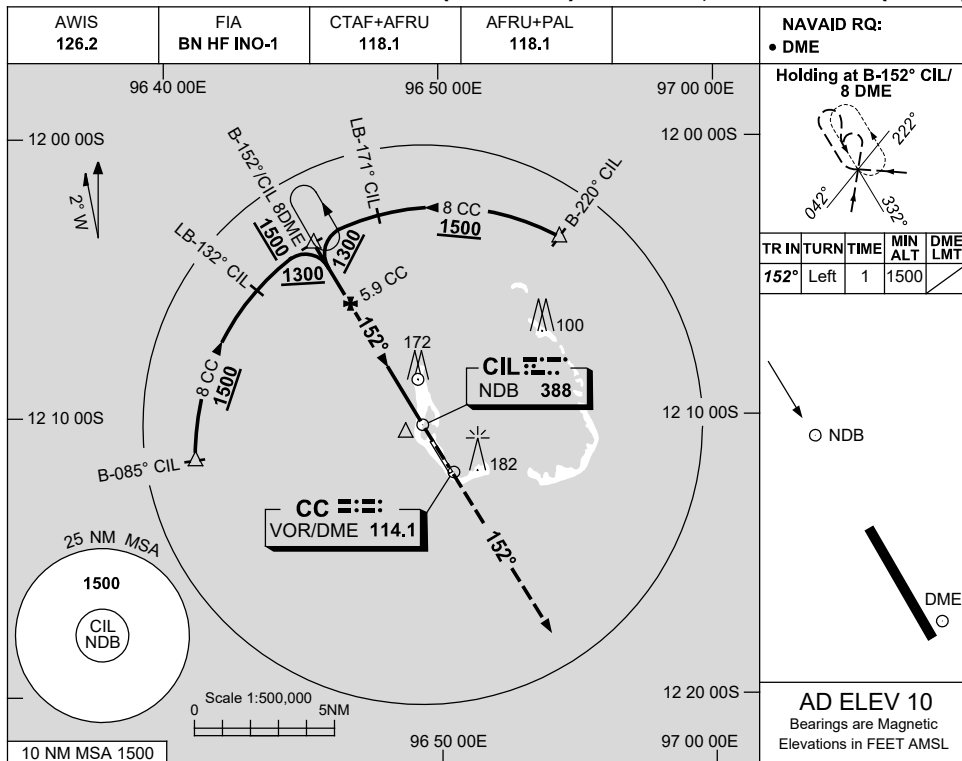 AWIS
126.2
FIA
BN HF INO-1
CTAF+AFRU
118.1
AFRU+PAL
118.1
NAVAID RQ:
• DME
96 40 00E
96 50 00E
97 00 00E
12 00 00S
12 00 00S
2° W
B-152°/CIL 8DME
LB-171° CIL
8 CC
1500
B-220° CIL
1500
1300
1300
LB-132° CIL
5.9 CC
152°
8 CC
1500
172
100
CIL
NDB 388
12 10 00S
12 10 00S
B-085° CIL
182
CC
VOR/DME 114.1
152°
25 NM MSA
1500
CIL
NDB
Scale 1:500,000
0 5NM
12 20 00S
10 NM MSA 1500
96 50 00E
97 00 00E
Holding at B-152° CIL/
8 DME
222°
042°
332°
TR IN TURN TIME MIN ALT DME LMT
152° Left 1 1500
NDB
DME
AD ELEV 10
Bearings are Magnetic
Elevations in FEET AMSL